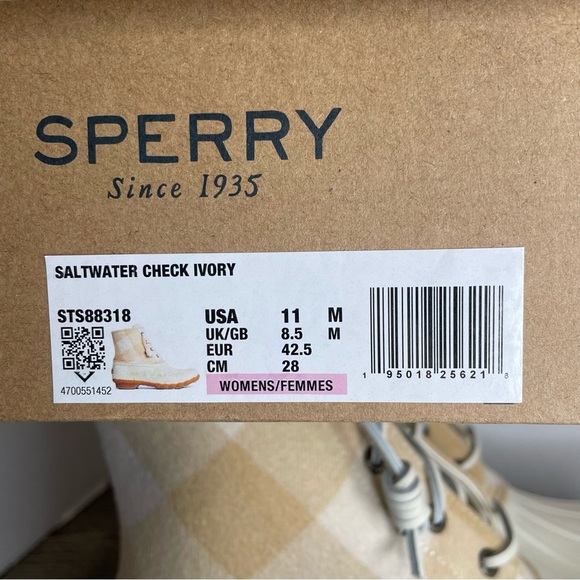 SPERRY
Since 1935
SALTWATER CHECK IVORY
STS88318
USA 11 M
UK/GB 8.5 M
EUR 42.5
CM 28
WOMENS/FEMMES
4700551452
1 95018 25621 8